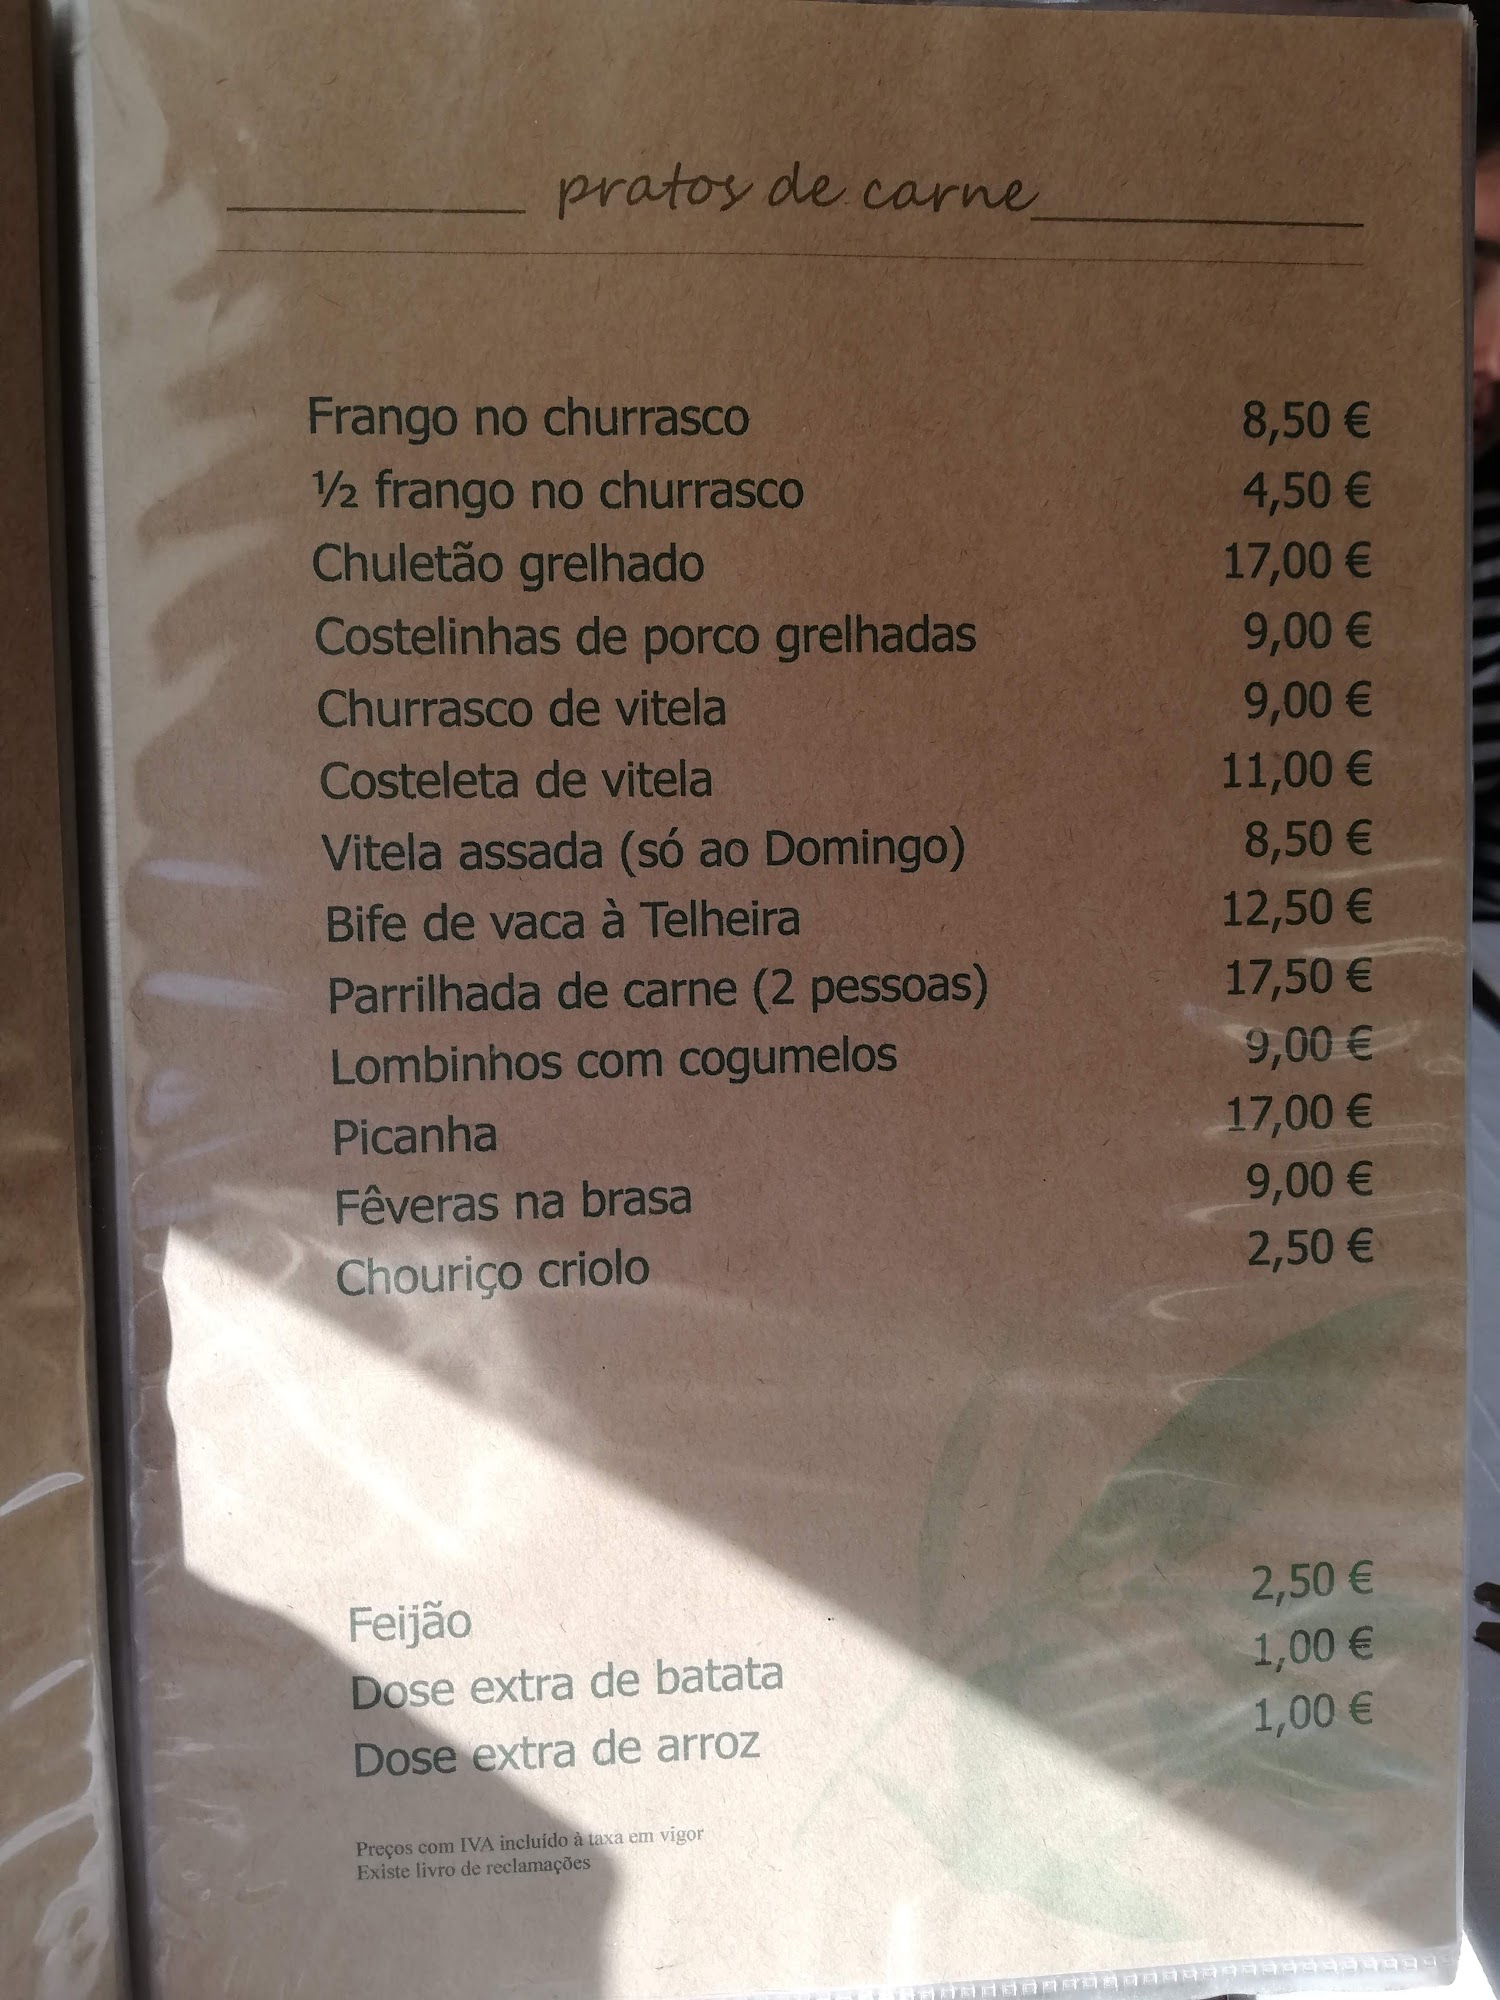 pratos de carne
Frango no churrasco 8,50 €
½ frango no churrasco 4,50 €
Chuletão grelhado 17,00 €
Costelinhas de porco grelhadas 9,00 €
Churrasco de vitela 9,00 €
Costeleta de vitela 11,00 €
Vitela assada (só ao Domingo) 8,50 €
Bife de vaca à Telheira 12,50 €
Parrilhada de carne (2 pessoas) 17,50 €
Lombinhos com cogumelos 9,00 €
Picanha 17,00 €
Fêveras na brasa 9,00 €
Chouriço criolo 2,50 €
Feijão 2,50 €
Dose extra de batata 1,00 €
Dose extra de arroz 1,00 €
Preços com IVA incluído à taxa em vigor
Existe livro de reclamações